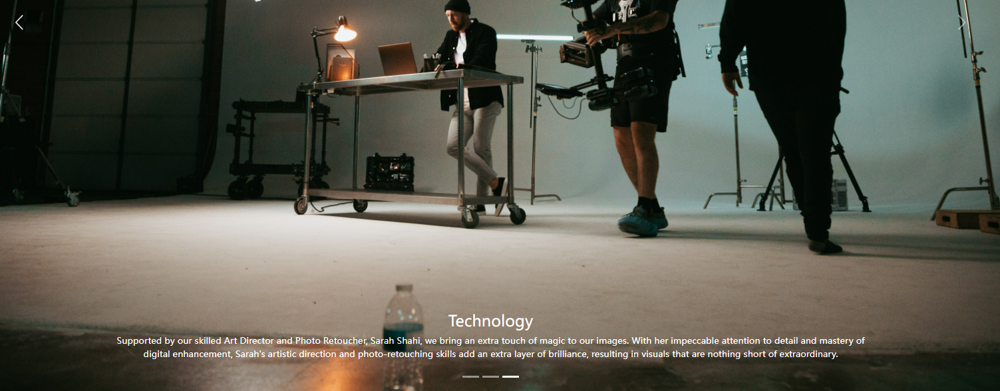 Technology
Supported by our skilled Art Director and Photo Retoucher, Sarah Shahi, we bring an extra touch of magic to our images. With her impeccable attention to detail and mastery of
digital enhancement, Sarah's artistic direction and photo-retouching skills add an extra layer of brilliance, resulting in visuals that are nothing short of extraordinary.